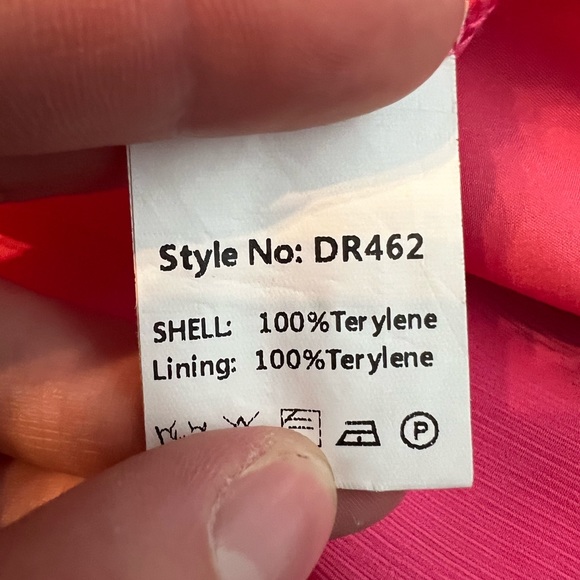 Style No: DR462
SHELL: 100%Terylene
Lining: 100%Terylene
P